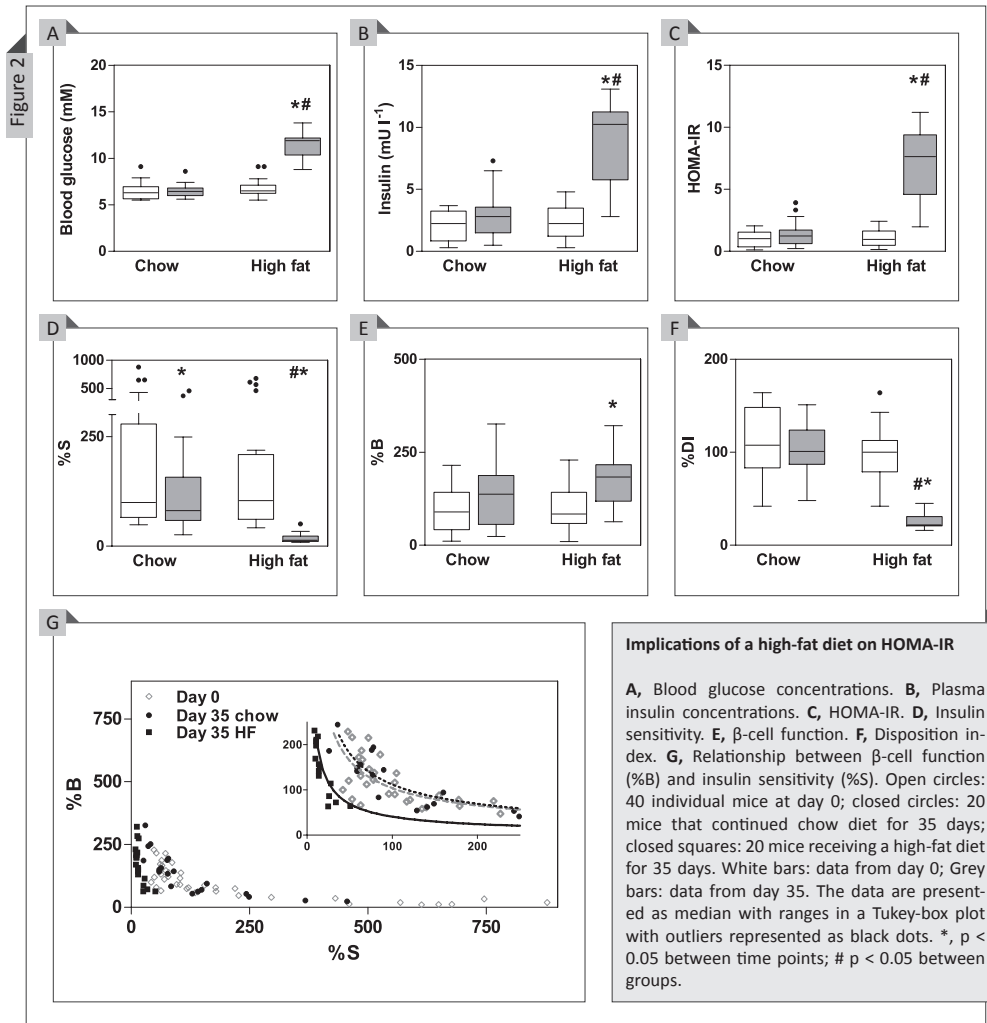 Figure 2
A
Blood glucose (mM)
20
15
10
5
0
*#
Chow
High fat
B
Insulin (mU l-1)
15
10
5
0
*#
Chow
High fat
C
HOMA-IR
15
10
5
0
*#
Chow
High fat
D
%S
1000
500
250
0
*
#*
Chow
High fat
E
%B
500
250
0
*
Chow
High fat
F
%DI
200
100
0
#*
Chow
High fat
G
Day 0
Day 35 chow
Day 35 HF
%B
750
500
250
0
0
250
500
750
%S
200
100
0
0
100
200
Implications of a high-fat diet on HOMA-IR
A, Blood glucose concentrations. B, Plasma
insulin concentrations. C, HOMA-IR. D, Insulin
sensitivity. E, β-cell function. F, Disposition in-
dex. G, Relationship between β-cell function
(%B) and insulin sensitivity (%S). Open circles:
40 individual mice at day 0; closed circles: 20
mice that continued chow diet for 35 days;
closed squares: 20 mice receiving a high-fat diet
for 35 days. White bars: data from day 0; Grey
bars: data from day 35. The data are present-
ed as median with ranges in a Tukey-box plot
with outliers represented as black dots. *, p <
0.05 between time points; # p < 0.05 between
groups.